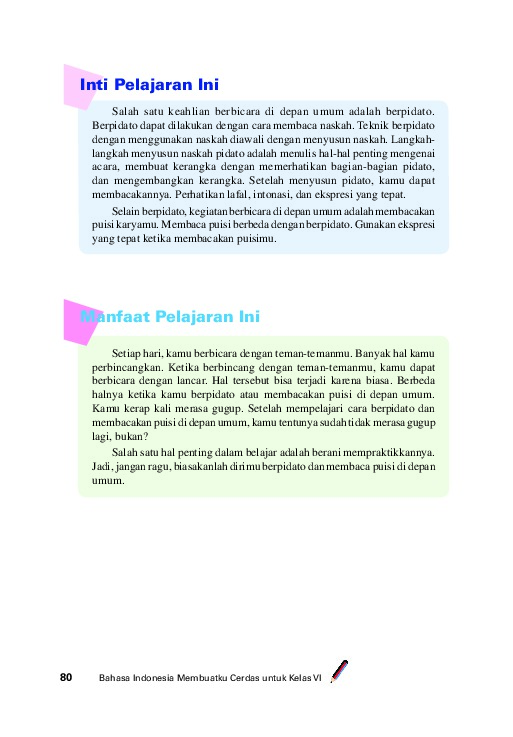 Inti Pelajaran Ini
Salah satu keahlian berbicara di depan umum adalah berpidato.
Berpidato dapat dilakukan dengan cara membaca naskah. Teknik berpidato
dengan menggunakan naskah diawali dengan menyusun naskah. Langkah-
langkah menyusun naskah pidato adalah menulis hal-hal penting mengenai
acara, membuat kerangka dengan memerhatikan bagian-bagian pidato,
dan mengembangkan kerangka. Setelah menyusun pidato, kamu dapat
membacakannya. Perhatikan lafal, intonasi, dan ekspresi yang tepat.
Selain berpidato, kegiatan berbicara di depan umum adalah membacakan
puisi karyamu. Membaca puisi berbeda dengan berpidato. Gunakan ekspresi
yang tepat ketika membacakan puisimu.
Manfaat Pelajaran Ini
Setiap hari, kamu berbicara dengan teman-temanmu. Banyak hal kamu
perbincangkan. Ketika berbincang dengan teman-temanmu, kamu dapat
berbicara dengan lancar. Hal tersebut bisa terjadi karena biasa. Berbeda
halnya ketika kamu berpidato atau membacakan puisi di depan umum.
Kamu kerap kali merasa gugup. Setelah mempelajari cara berpidato dan
membacakan puisi di depan umum, kamu tentunya sudah tidak merasa gugup
lagi, bukan?
Salah satu hal penting dalam belajar adalah berani mempraktikkannya.
Jadi, jangan ragu, biasakanlah dirimu berpidato dan membaca puisi di depan
umum.
80 Bahasa Indonesia Membuatku Cerdas untuk Kelas VI